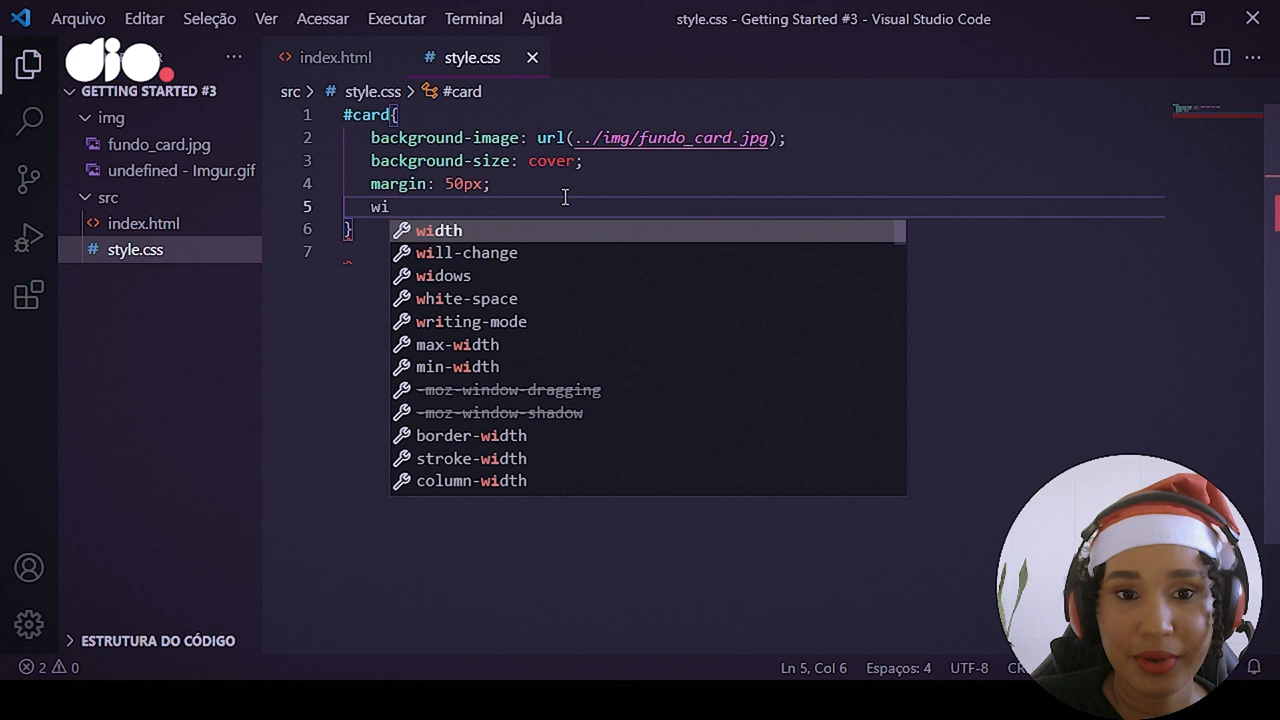 Arquivo Editar Seleção Ver Acessar Executar Terminal Ajuda style.css - Getting Started #3 - Visual Studio Code
dio.
index.html # style.css
GETTING STARTED #3
src > # style.css > #card
img
fundo_card.jpg
undefined - Imgur.gif
src
index.html
# style.css
1 #card{
2 background-image: url(../img/fundo_card.jpg);
3 background-size: cover;
4 margin: 50px;
5 wi
6 }
7
width
will-change
widows
white-space
writing-mode
max-width
min-width
-moz-window-dragging
-moz-window-shadow
border-width
stroke-width
column-width
ESTRUTURA DO CÓDIGO
2 0 Ln 5, Col 6 Espaços: 4 UTF-8